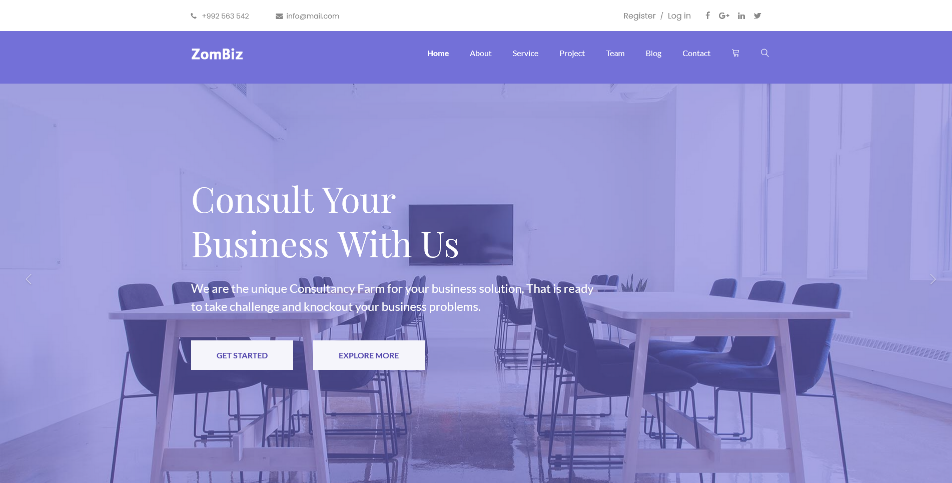 +992 563 542 info@mail.com Register / Log in
ZomBiz Home About Service Project Team Blog Contact
Consult Your
Business With Us
We are the unique Consultancy Farm for your business solution, That is ready
to take challenge and knockout your business problems.
GET STARTED EXPLORE MORE